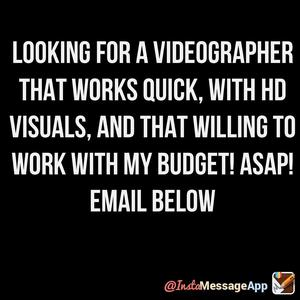 LOOKING FOR A VIDEOGRAPHER
THAT WORKS QUICK, WITH HD
VISUALS, AND THAT WILLING TO
WORK WITH MY BUDGET! ASAP!
EMAIL BELOW
@InstaMessageApp